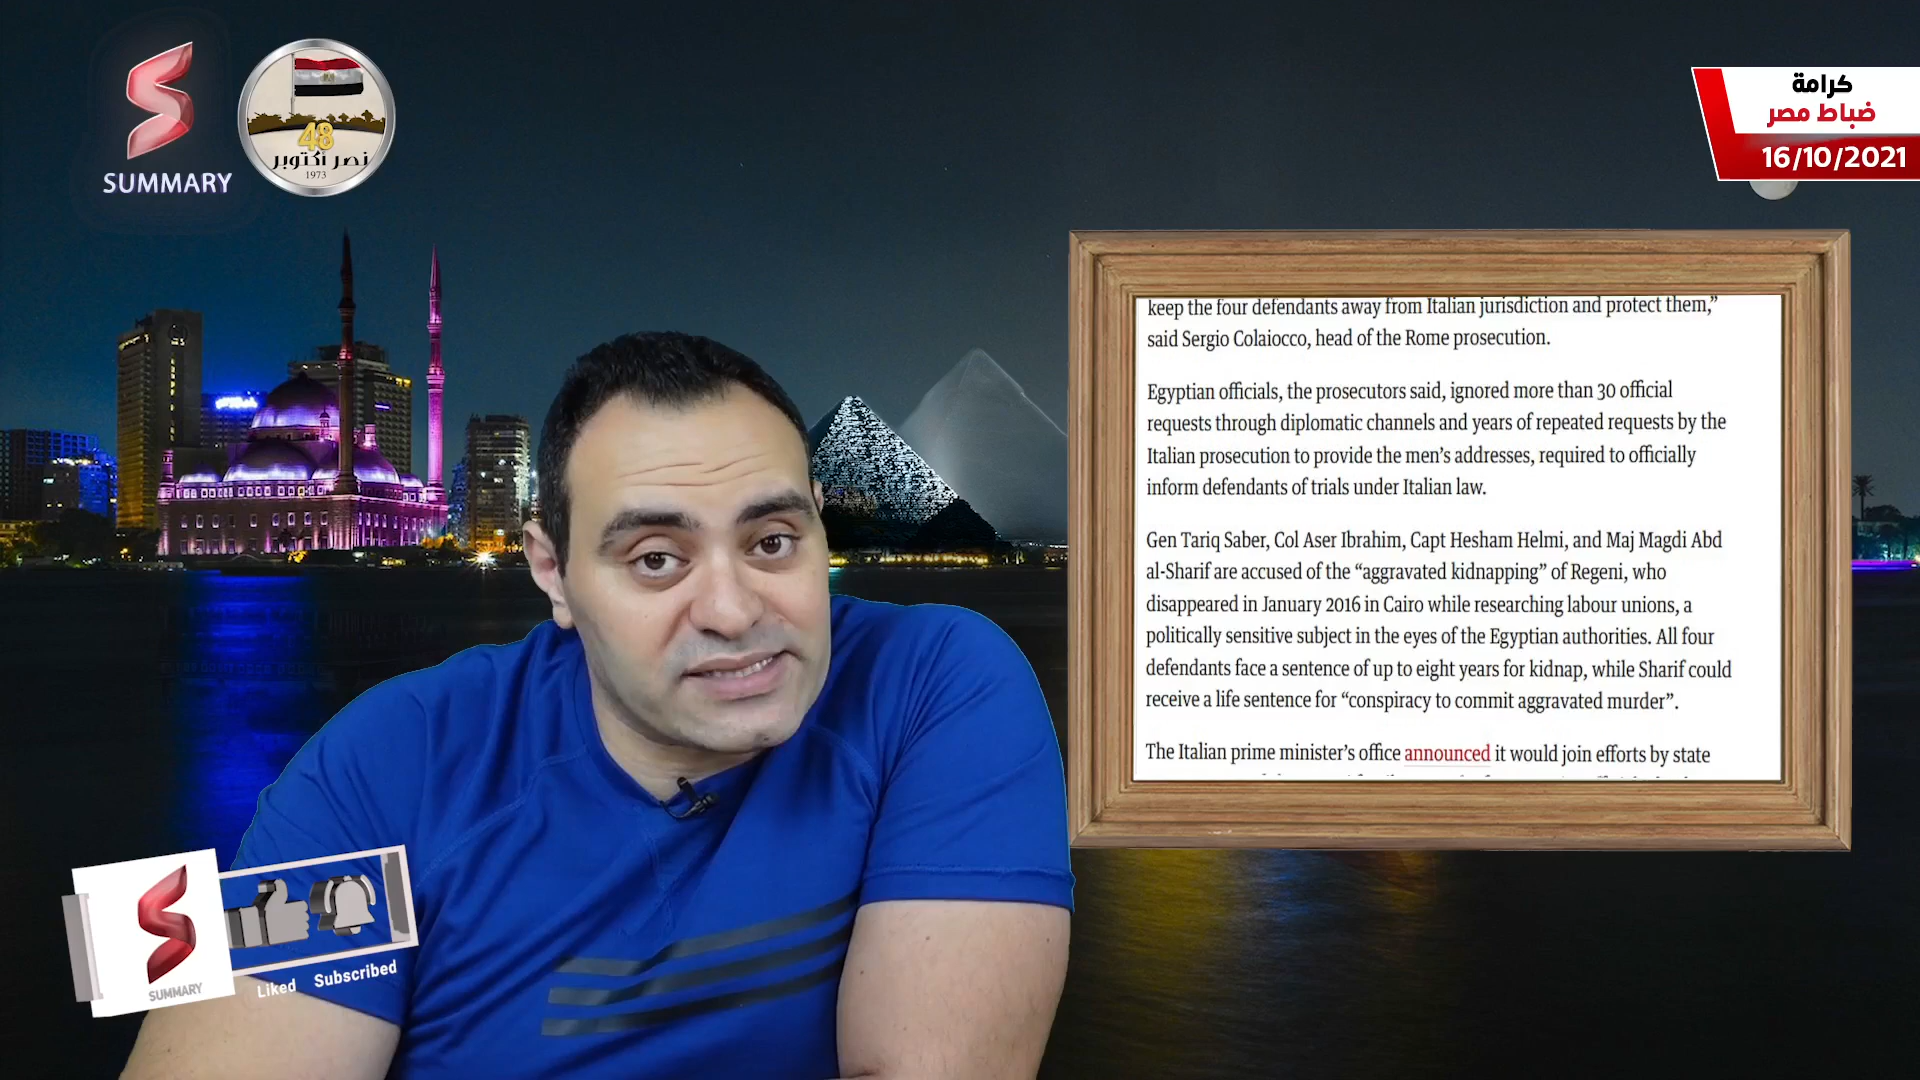 SUMMARY
48
نصر أكتوبر
1973
كرامة
ضباط مصر
16/10/2021
keep the four defendants away from Italian jurisdiction and protect them,”
said Sergio Colaiocco, head of the Rome prosecution.
Egyptian officials, the prosecutors said, ignored more than 30 official
requests through diplomatic channels and years of repeated requests by the
Italian prosecution to provide the men’s addresses, required to officially
inform defendants of trials under Italian law.
Gen Tariq Saber, Col Aser Ibrahim, Capt Hesham Helmi, and Maj Magdi Abd
al-Sharif are accused of the “aggravated kidnapping” of Regeni, who
disappeared in January 2016 in Cairo while researching labour unions, a
politically sensitive subject in the eyes of the Egyptian authorities. All four
defendants face a sentence of up to eight years for kidnap, while Sharif could
receive a life sentence for “conspiracy to commit aggravated murder”.
The Italian prime minister’s office announced it would join efforts by state
SUMMARY
Liked Subscribed